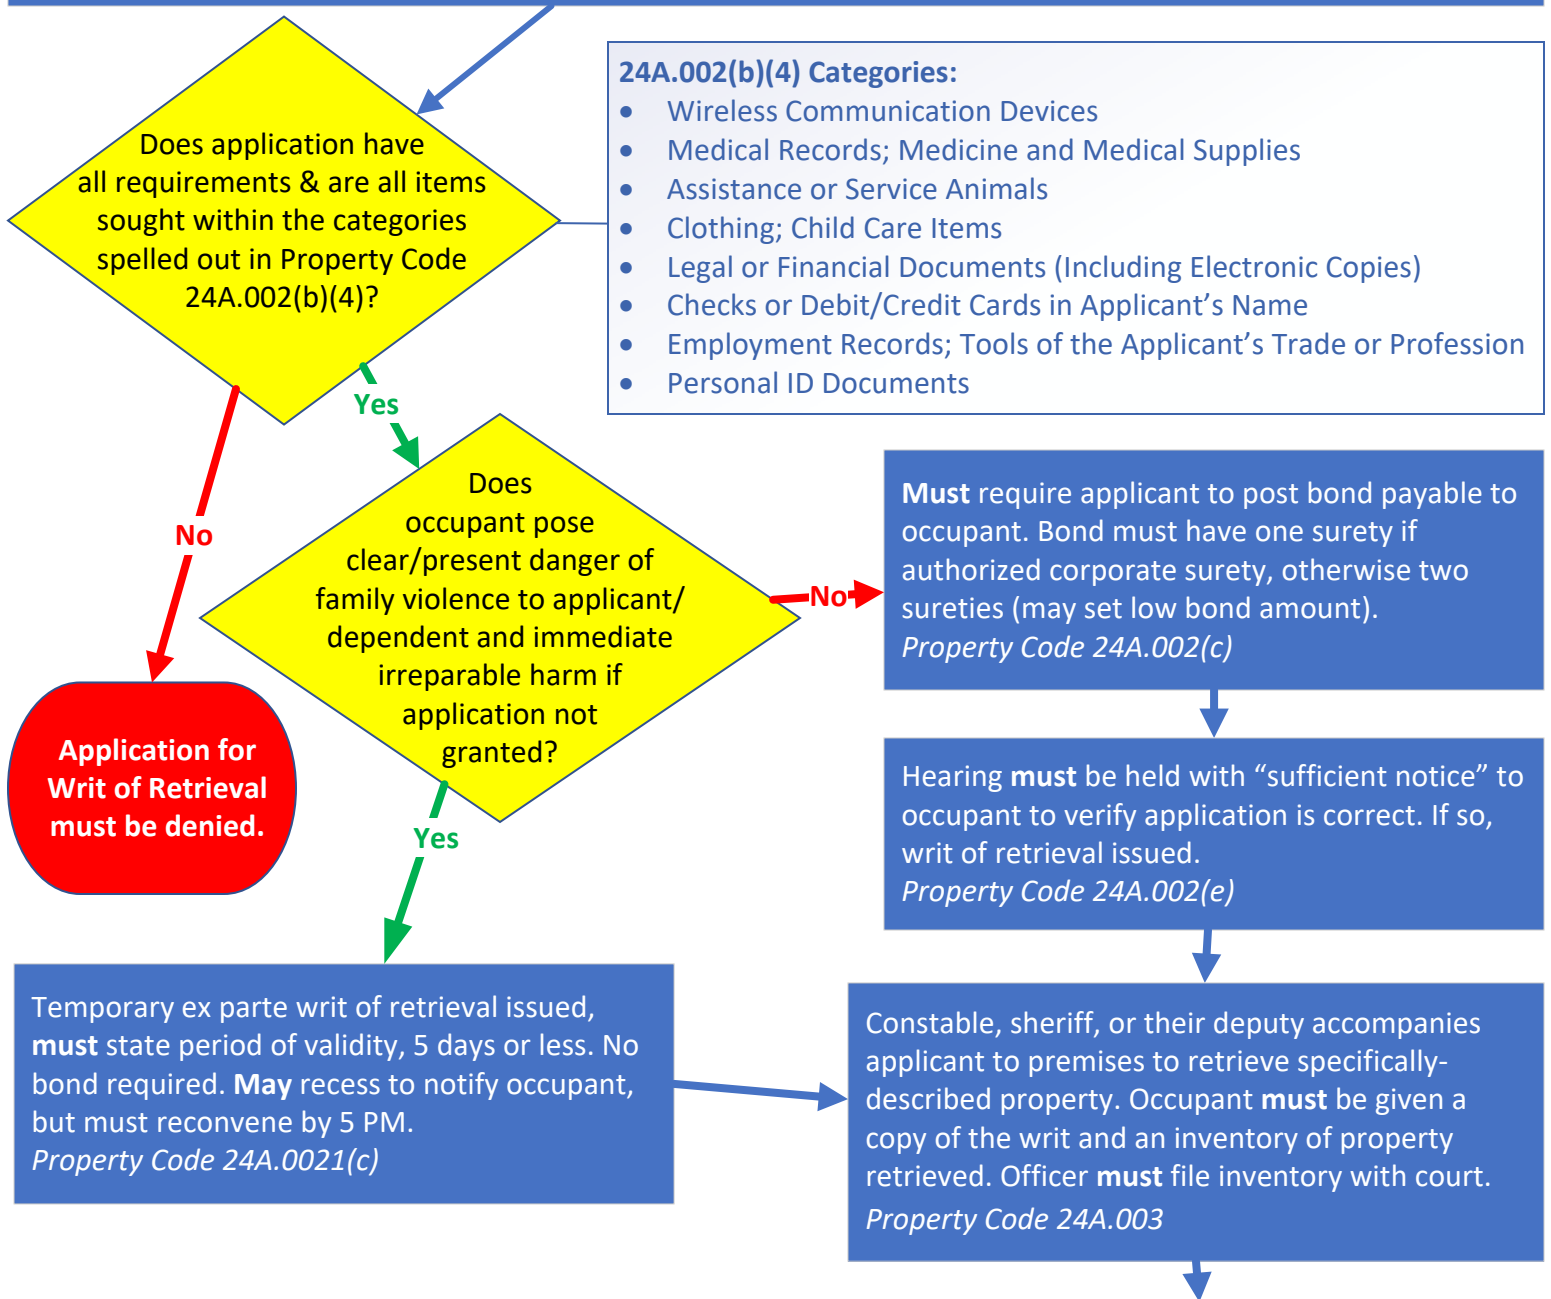 Does application have
all requirements & are all items
sought within the categories
spelled out in Property Code
24A.002(b)(4)?
24A.002(b)(4) Categories:
• Wireless Communication Devices
• Medical Records; Medicine and Medical Supplies
• Assistance or Service Animals
• Clothing; Child Care Items
• Legal or Financial Documents (Including Electronic Copies)
• Checks or Debit/Credit Cards in Applicant’s Name
• Employment Records; Tools of the Applicant’s Trade or Profession
• Personal ID Documents
Yes
No
Does
occupant pose
clear/present danger of
family violence to applicant/
dependent and immediate
irreparable harm if
application not
granted?
No
Must require applicant to post bond payable to
occupant. Bond must have one surety if
authorized corporate surety, otherwise two
sureties (may set low bond amount).
Property Code 24A.002(c)
Application for
Writ of Retrieval
must be denied.
Hearing must be held with “sufficient notice” to
occupant to verify application is correct. If so,
writ of retrieval issued.
Property Code 24A.002(e)
Yes
Temporary ex parte writ of retrieval issued,
must state period of validity, 5 days or less. No
bond required. May recess to notify occupant,
but must reconvene by 5 PM.
Property Code 24A.0021(c)
Constable, sheriff, or their deputy accompanies
applicant to premises to retrieve specifically-
described property. Occupant must be given a
copy of the writ and an inventory of property
retrieved. Officer must file inventory with court.
Property Code 24A.003